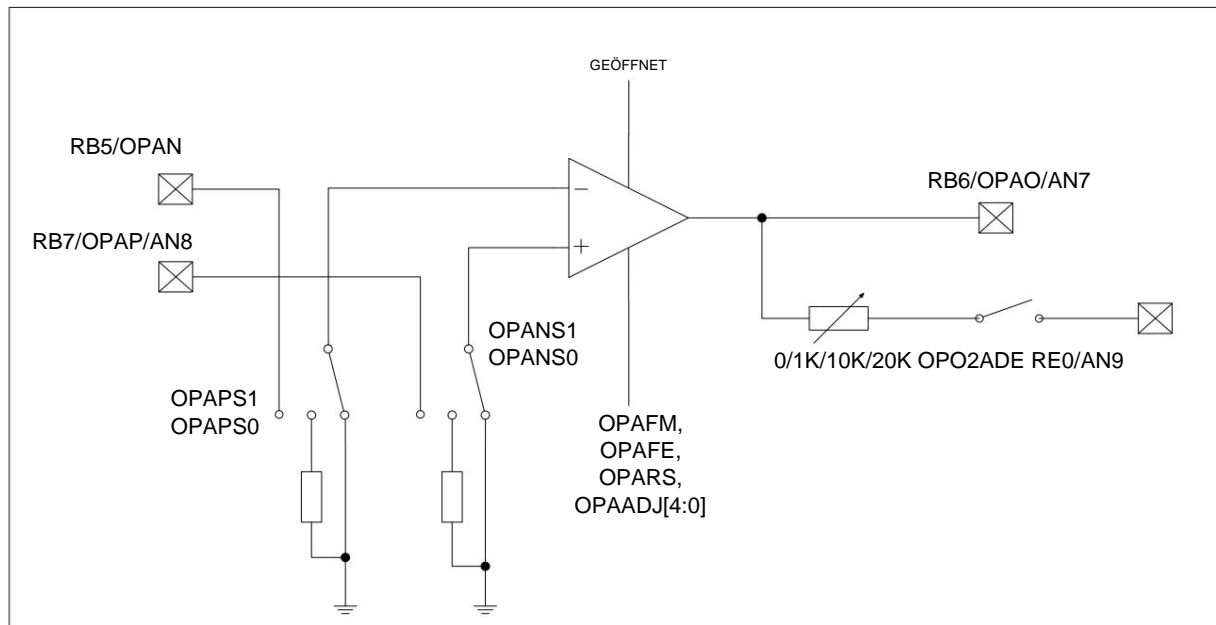 GEÖFFNET
RB5/OPAN
RB6/OPAO/AN7
RB7/OPAP/AN8
OPANS1
OPANS0
0/1K/10K/20K OPO2ADE RE0/AN9
OPAPS1
OPAPS0
OPAFM,
OPAFE,
OPARS,
OPAADJ[4:0]